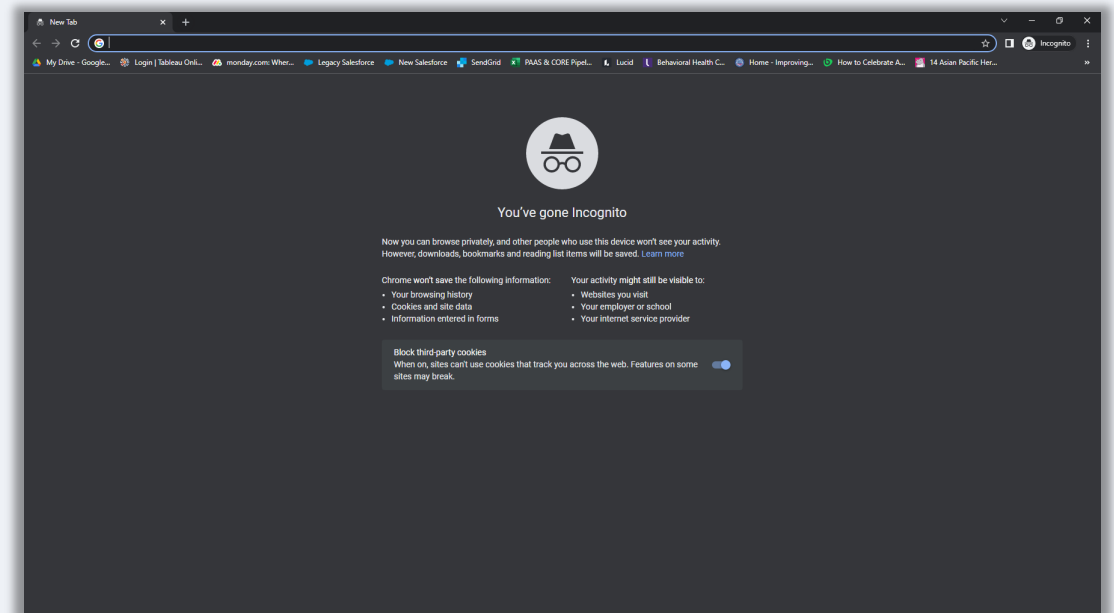 New Tab
Incognito
My Drive - Google... Login | Tableau Onli... monday.com: Wher... Legacy Salesforce New Salesforce SendGrid PAAS & CORE Pipel... Lucid Behavioral Health C... Home - Improving... How to Celebrate A... 14 Asian Pacific Her... »
You've gone Incognito
Now you can browse privately, and other people who use this device won't see your activity.
However, downloads, bookmarks and reading list items will be saved. Learn more
Chrome won't save the following information:
• Your browsing history
• Cookies and site data
• Information entered in forms
Your activity might still be visible to:
• Websites you visit
• Your employer or school
• Your internet service provider
Block third-party cookies
When on, sites can't use cookies that track you across the web. Features on some
sites may break.